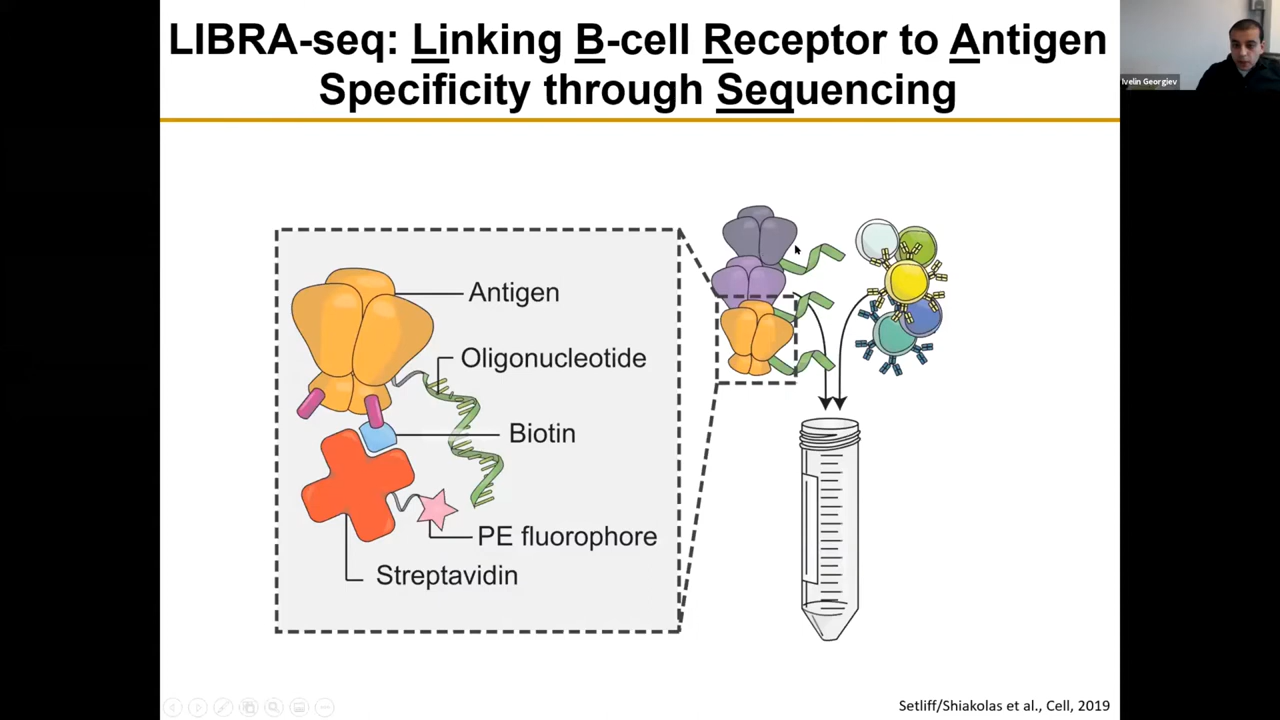 LIBRA-seq: Linking B-cell Receptor to Antigen
Specificity through Sequencing
Ivelin Georgiev
Antigen
Oligonucleotide
Biotin
PE fluorophore
Streptavidin
Setliff/Shiakolas et al., Cell, 2019